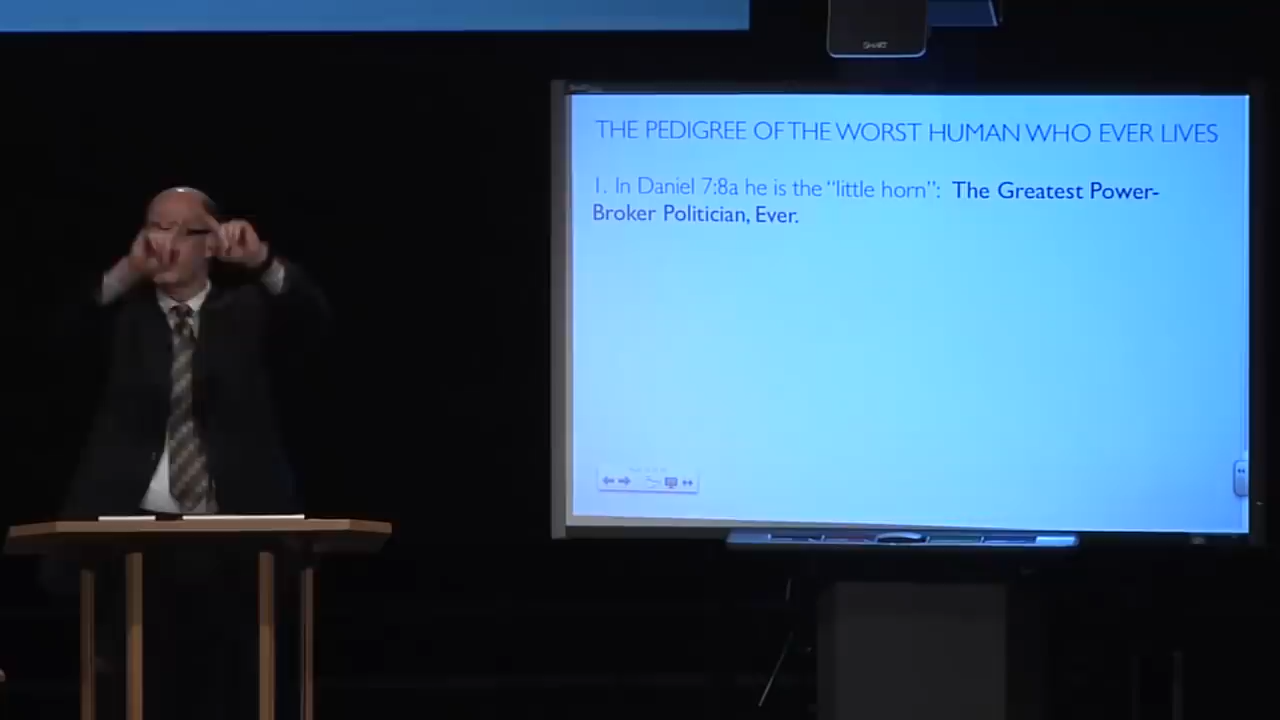 SMART
THE PEDIGREE OF THE WORST HUMAN WHO EVER LIVES
1. In Daniel 7:8a he is the “little horn”: The Greatest Power-
Broker Politician, Ever.